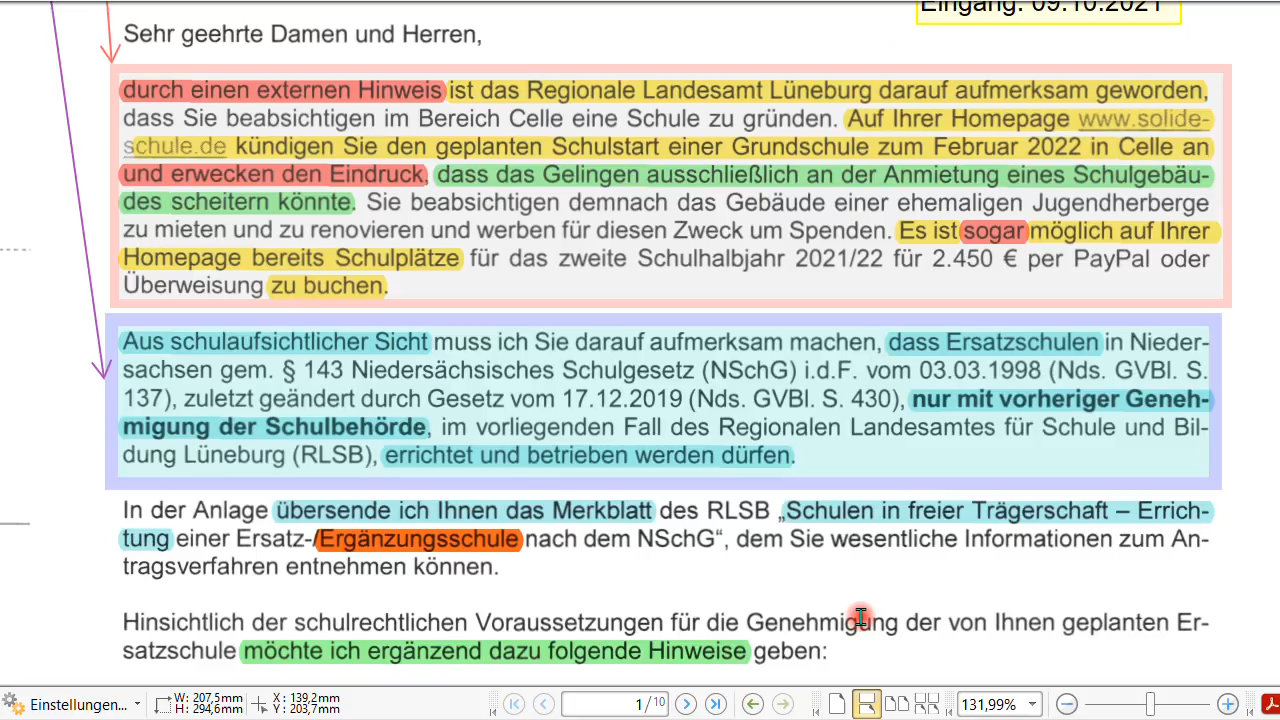 Eingang: 09.10.2021
Sehr geehrte Damen und Herren,
durch einen externen Hinweis ist das Regionale Landesamt Lüneburg darauf aufmerksam geworden,
dass Sie beabsichtigen im Bereich Celle eine Schule zu gründen. Auf Ihrer Homepage www.solide-
schule.de kündigen Sie den geplanten Schulstart einer Grundschule zum Februar 2022 in Celle an
und erwecken den Eindruck, dass das Gelingen ausschließlich an der Anmietung eines Schulgebäu-
des scheitern könnte. Sie beabsichtigen demnach das Gebäude einer ehemaligen Jugendherberge
zu mieten und zu renovieren und werben für diesen Zweck um Spenden. Es ist sogar möglich auf Ihrer
Homepage bereits Schulplätze für das zweite Schulhalbjahr 2021/22 für 2.450 € per PayPal oder
Überweisung zu buchen.
Aus schulaufsichtlicher Sicht muss ich Sie darauf aufmerksam machen, dass Ersatzschulen in Nieder-
sachsen gem. § 143 Niedersächsisches Schulgesetz (NSchG) i.d.F. vom 03.03.1998 (Nds. GVBl. S.
137), zuletzt geändert durch Gesetz vom 17.12.2019 (Nds. GVBl. S. 430), nur mit vorheriger Geneh-
migung der Schulbehörde, im vorliegenden Fall des Regionalen Landesamtes für Schule und Bil-
dung Lüneburg (RLSB), errichtet und betrieben werden dürfen.
In der Anlage übersende ich Ihnen das Merkblatt des RLSB „Schulen in freier Trägerschaft – Errich-
tung einer Ersatz-/Ergänzungsschule nach dem NSchG“, dem Sie wesentliche Informationen zum An-
tragsverfahren entnehmen können.
Hinsichtlich der schulrechtlichen Voraussetzungen für die Genehmigung der von Ihnen geplanten Er-
satzschule möchte ich ergänzend dazu folgende Hinweise geben:
Einstellungen... W: 207,5mm X: 139,2mm 1/10 131,99%
H: 294,6mm Y: 203,7mm